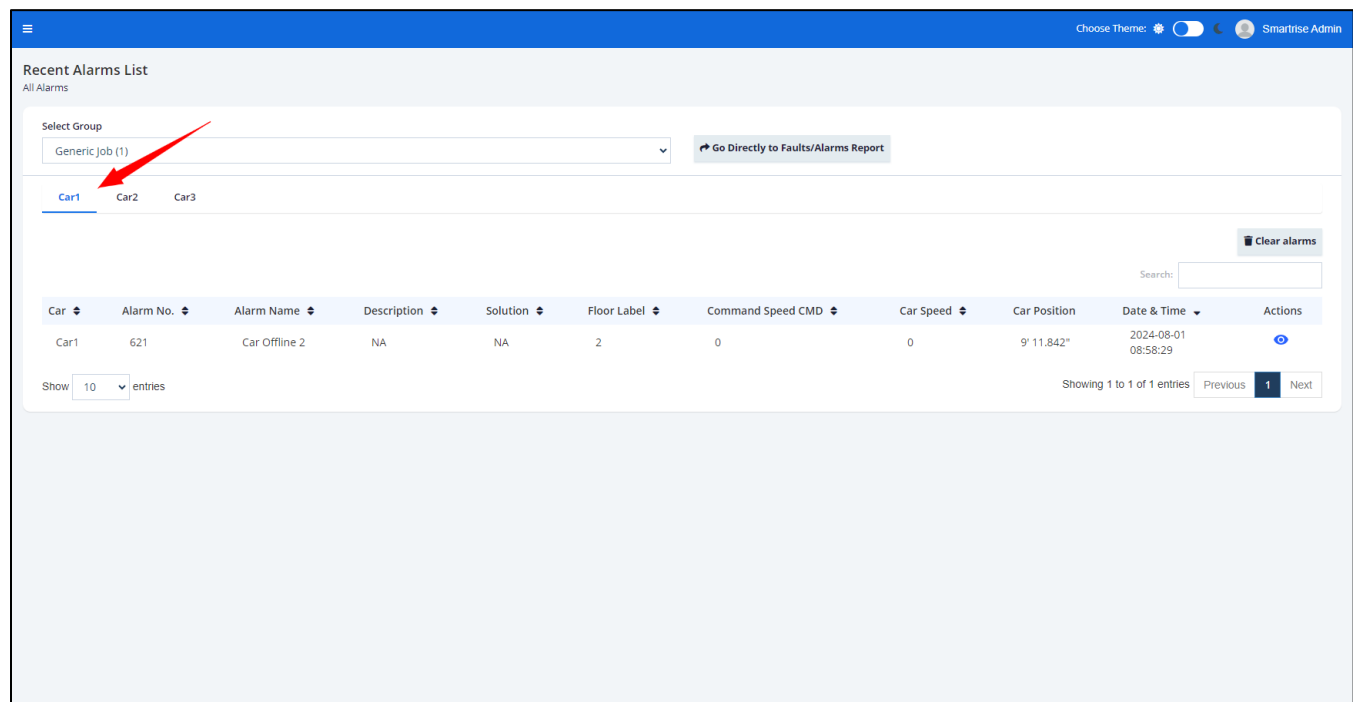 Choose Theme: Smartrise Admin
Recent Alarms List
All Alarms
Select Group
Generic Job (1)
Go Directly to Faults/Alarms Report
Car1 Car2 Car3
Clear alarms
Search:
Car Alarm No. Alarm Name Description Solution Floor Label Command Speed CMD Car Speed Car Position Date & Time Actions
Car1 621 Car Offline 2 NA NA 2 0 0 9' 11.842" 2024-08-01
08:58:29
Show 10 entries Showing 1 to 1 of 1 entries Previous 1 Next